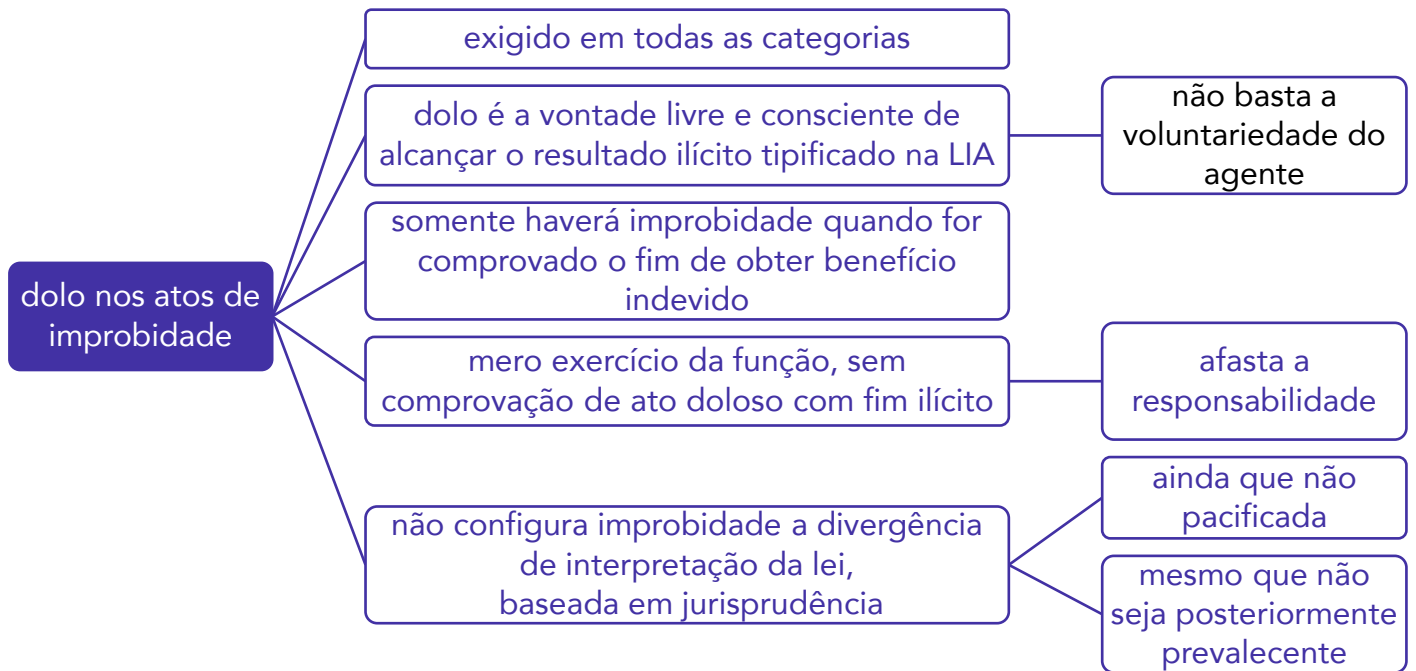 dolo nos atos de
improbidade
exigido em todas as categorias
dolo é a vontade livre e consciente de
alcançar o resultado ilícito tipificado na LIA
não basta a
voluntariedade do
agente
somente haverá improbidade quando for
comprovado o fim de obter benefício
indevido
mero exercício da função, sem
comprovação de ato doloso com fim ilícito
afasta a
responsabilidade
não configura improbidade a divergência
de interpretação da lei,
baseada em jurisprudência
ainda que não
pacificada
mesmo que não
seja posteriormente
prevalecente